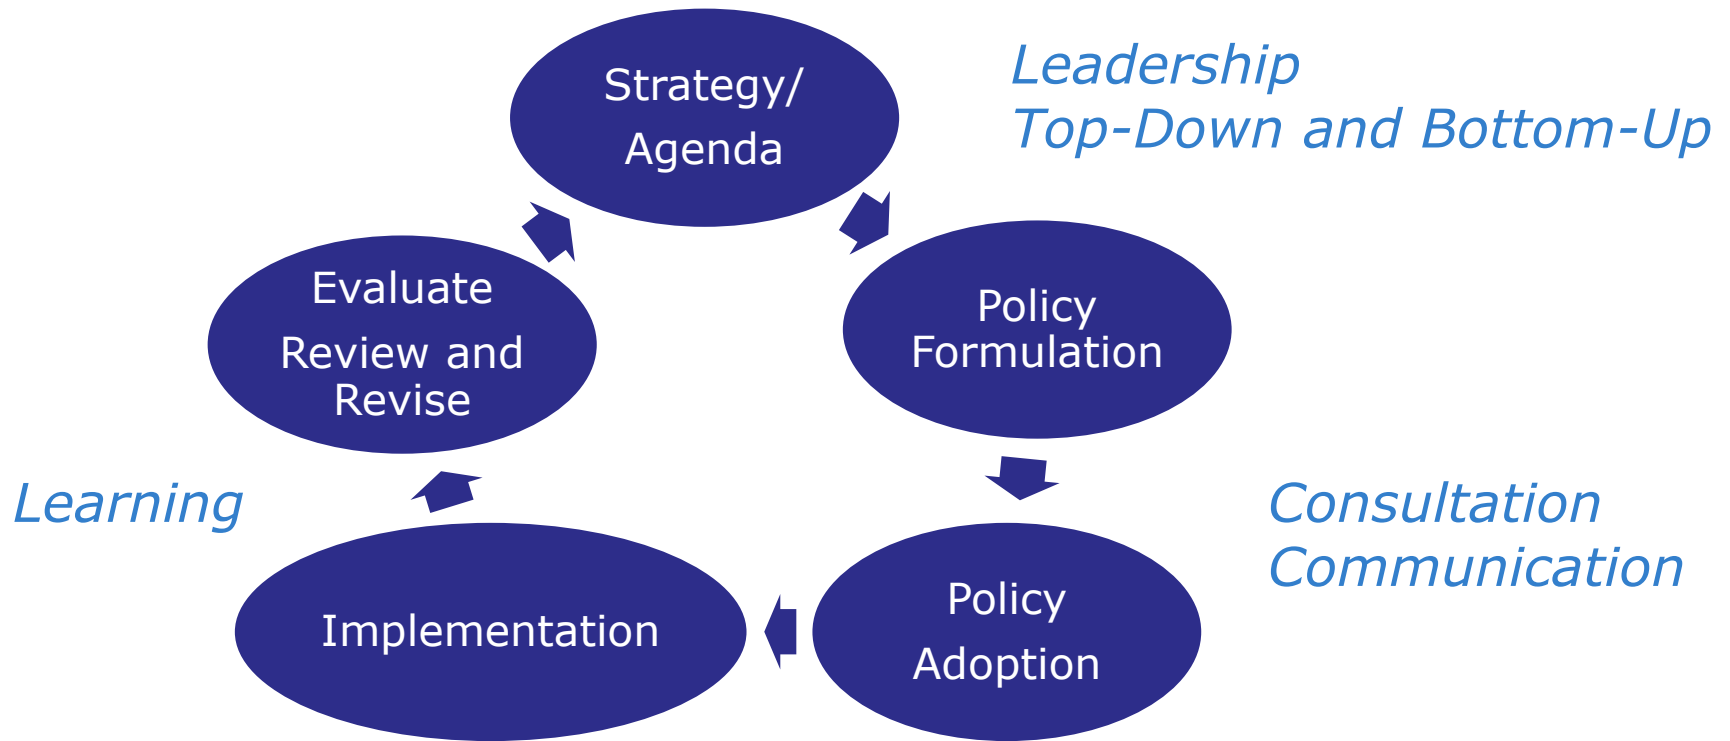 Strategy/
Agenda
Leadership
Top-Down and Bottom-Up
Policy
Formulation
Consultation
Communication
Policy
Adoption
Implementation
Learning
Evaluate
Review and
Revise